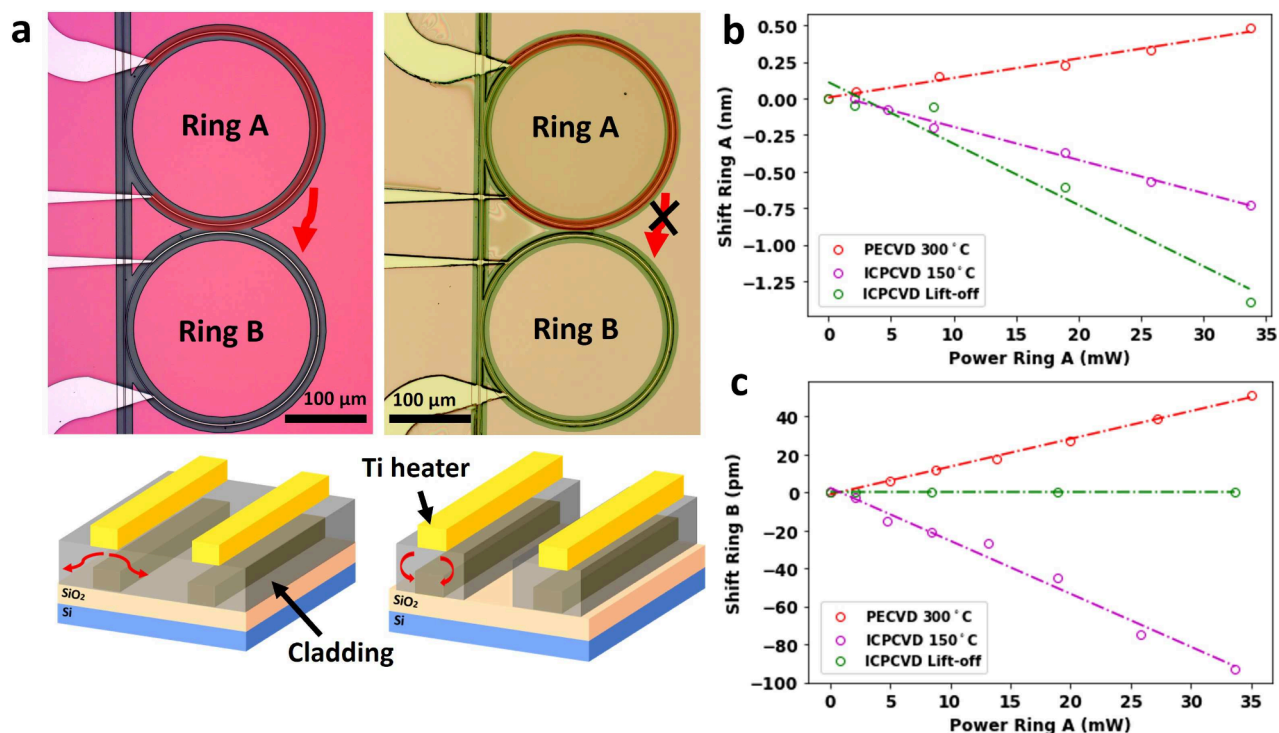 a
Ring A
Ring B
100 µm
Ring A
Ring B
100 µm
Ti heater
SiO₂
Si
SiO₂
Si
Cladding
b
0.50
0.25
0.00
−0.25
−0.50
−0.75
−1.00
−1.25
Shift Ring A (nm)
PECVD 300°C
ICPCVD 150°C
ICPCVD Lift-off
0 5 10 15 20 25 30 35
Power Ring A (mW)
c
40
20
0
−20
−40
−60
−80
−100
Shift Ring B (pm)
PECVD 300°C
ICPCVD 150°C
ICPCVD Lift-off
0 5 10 15 20 25 30 35
Power Ring A (mW)